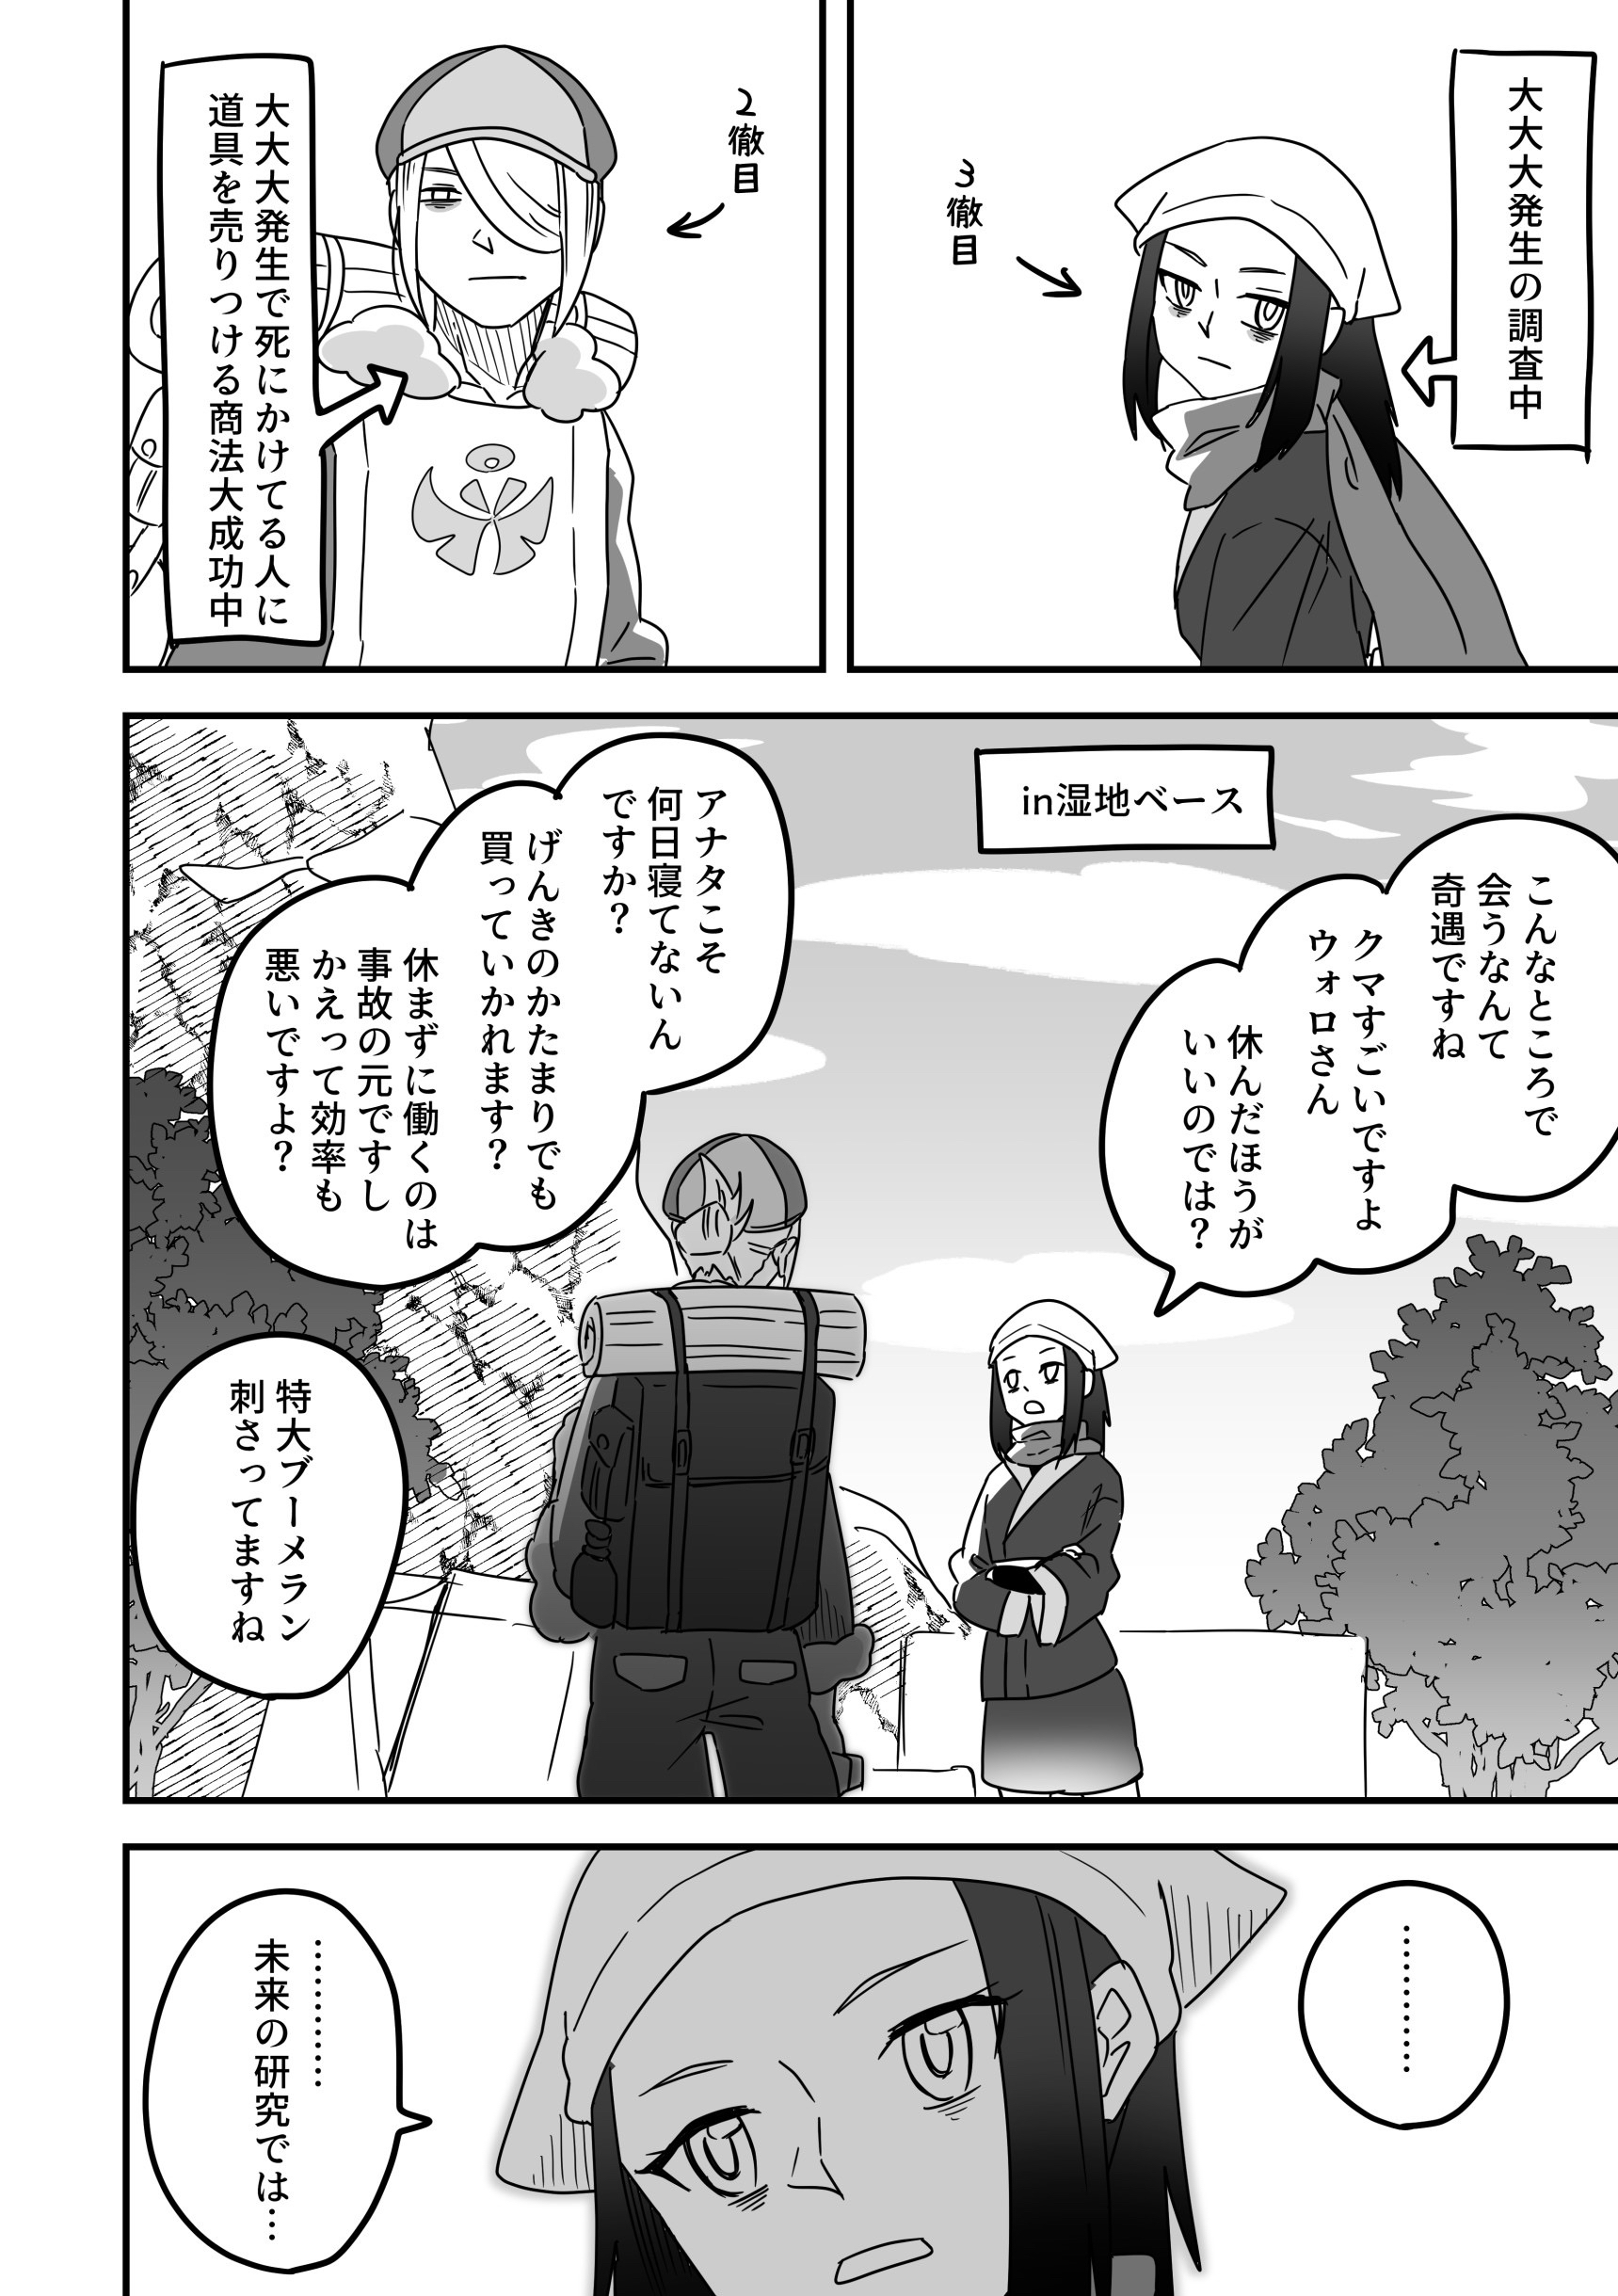 大大大発生の調査中
3徹目
2徹目
大大大発生で死にかけてる人に
道具を売りつける商法大成功中
in湿地ベース
こんなところで
会うなんて
奇遇ですね
クマすごいですよ
ウォロさん
休んだほうが
いいのでは？
アナタこそ
何日寝てないん
ですか？
げんきのかたまりでも
買っていかれます？
休まずに働くのは
事故の元ですし
かえって効率も
悪いですよ？
特大ブーメラン
刺さってますね
…………
…………
未来の研究では…